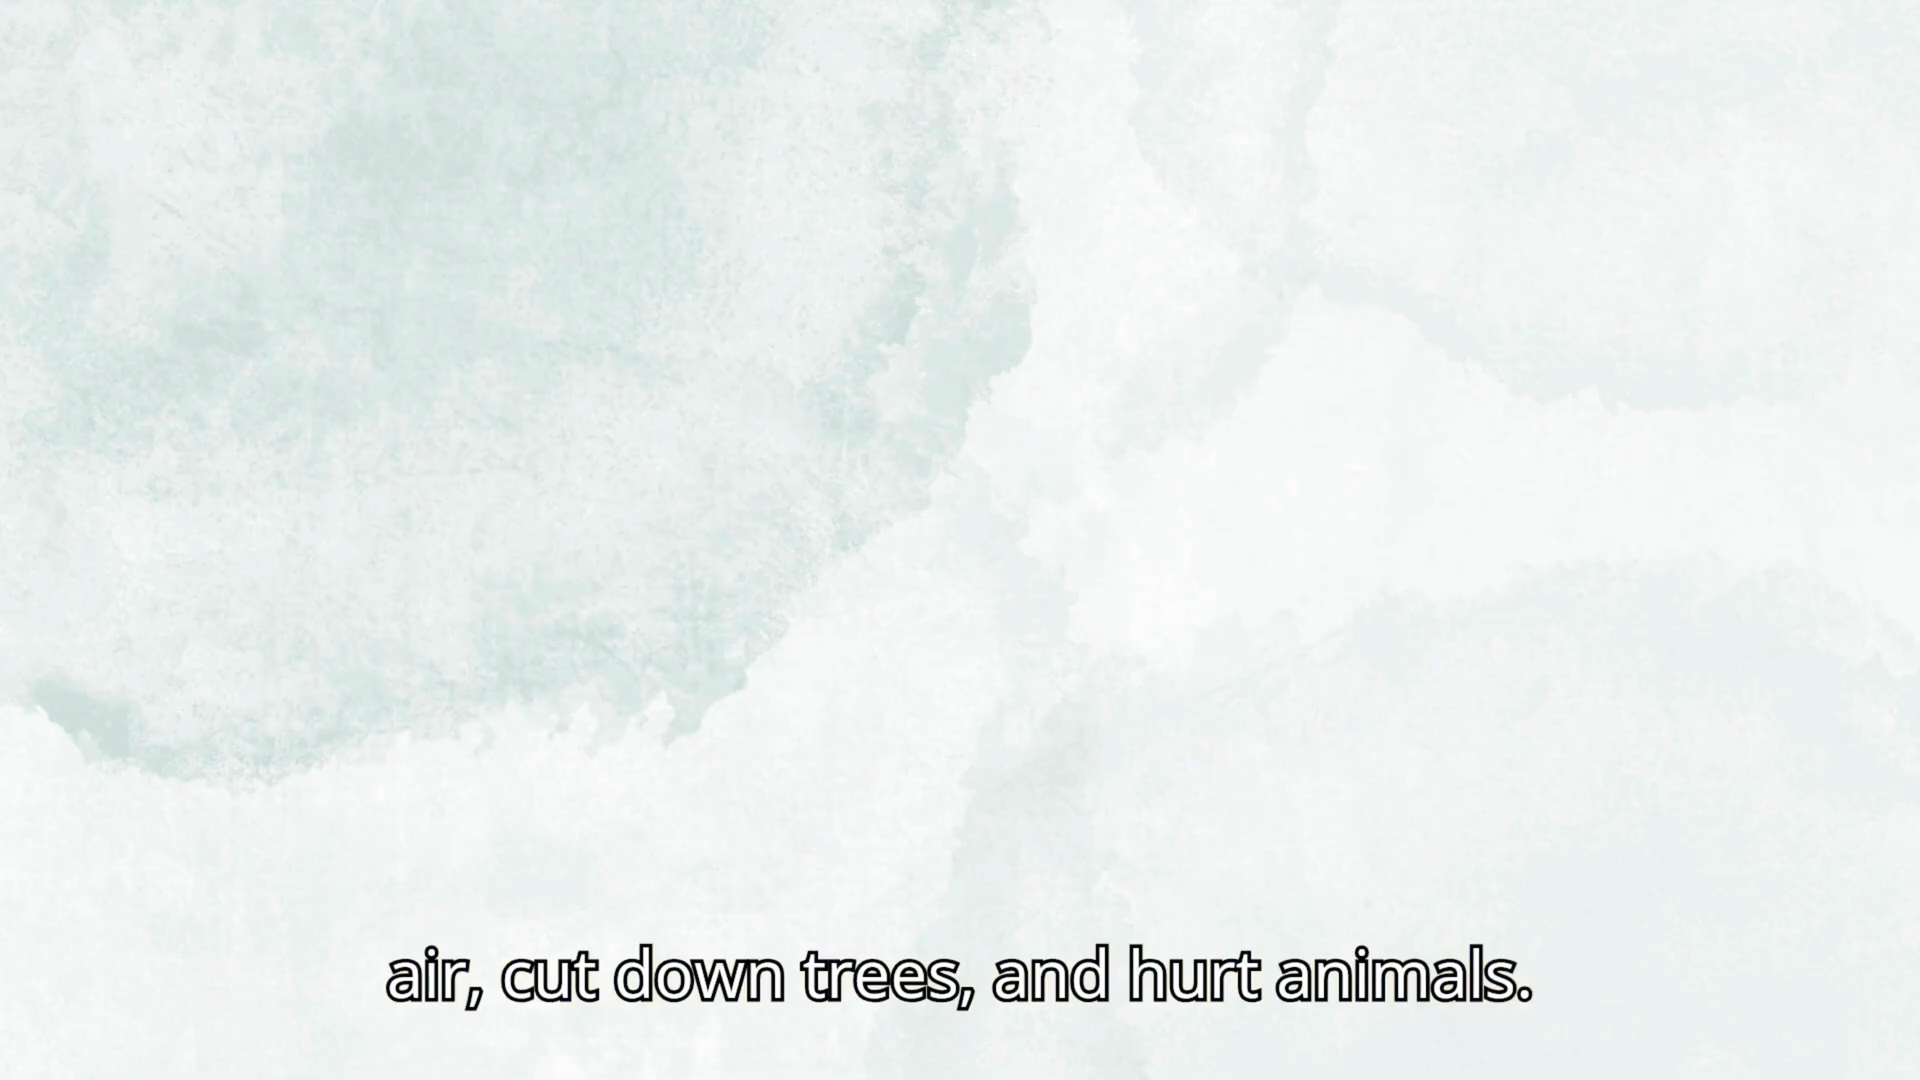 air, cut down trees, and hurt animals.